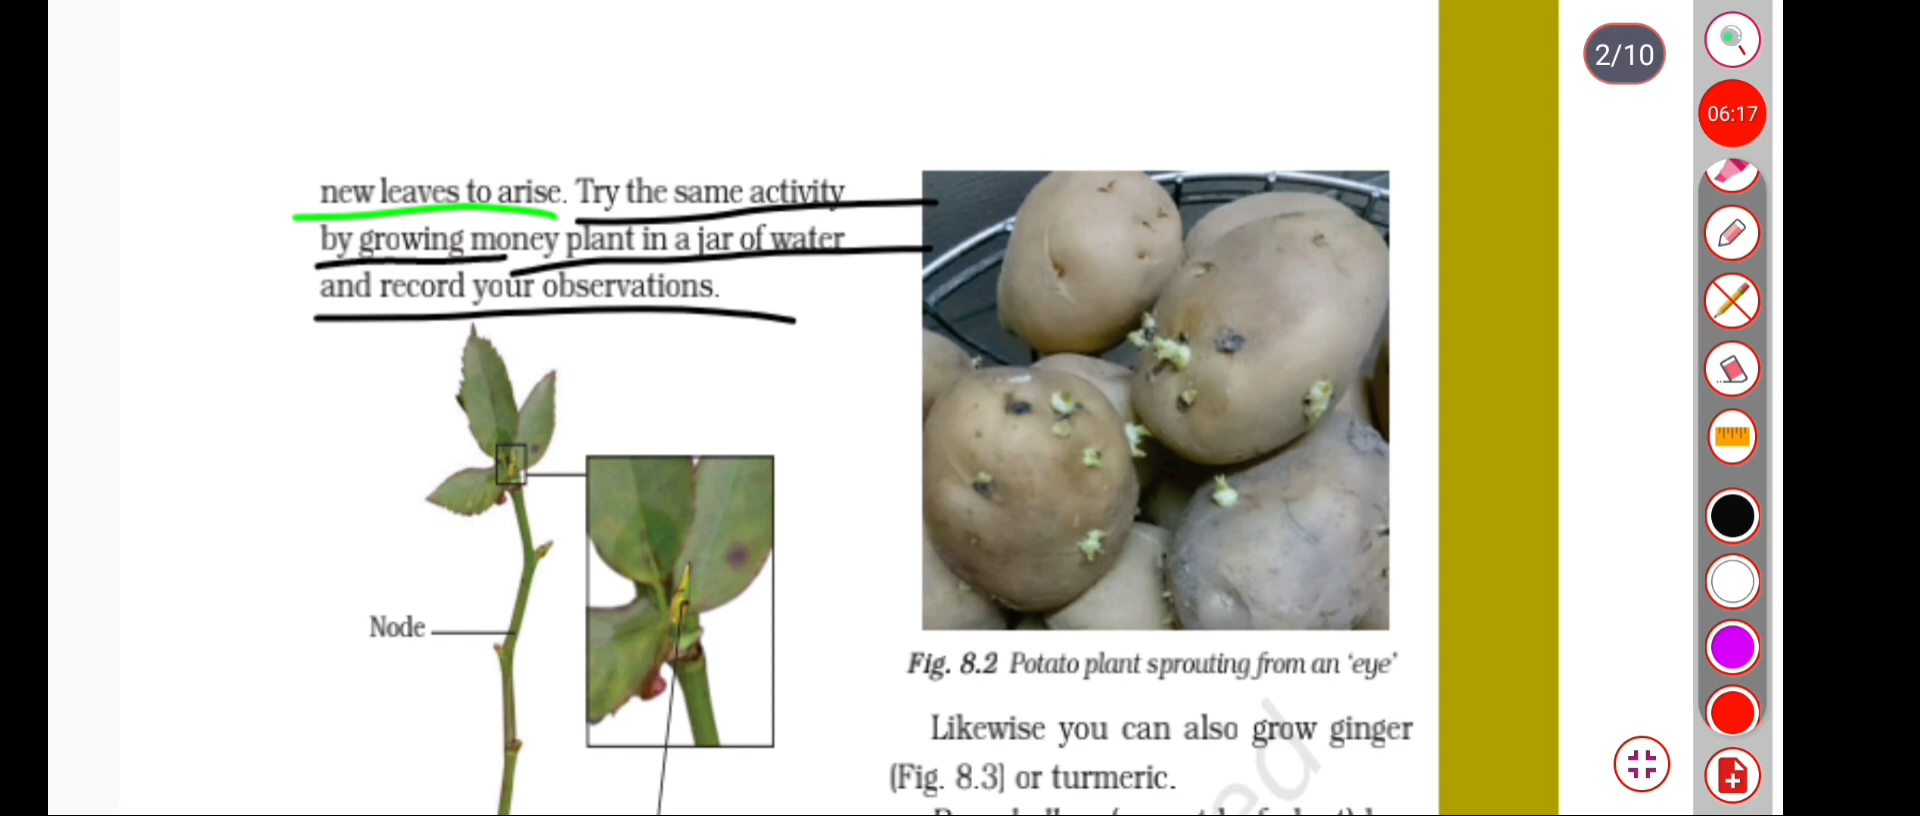 2/10
06:17
new leaves to arise. Try the same activity
by growing money plant in a jar of water
and record your observations.
Node
Fig. 8.2 Potato plant sprouting from an ‘eye’
Likewise you can also grow ginger
(Fig. 8.3) or turmeric.